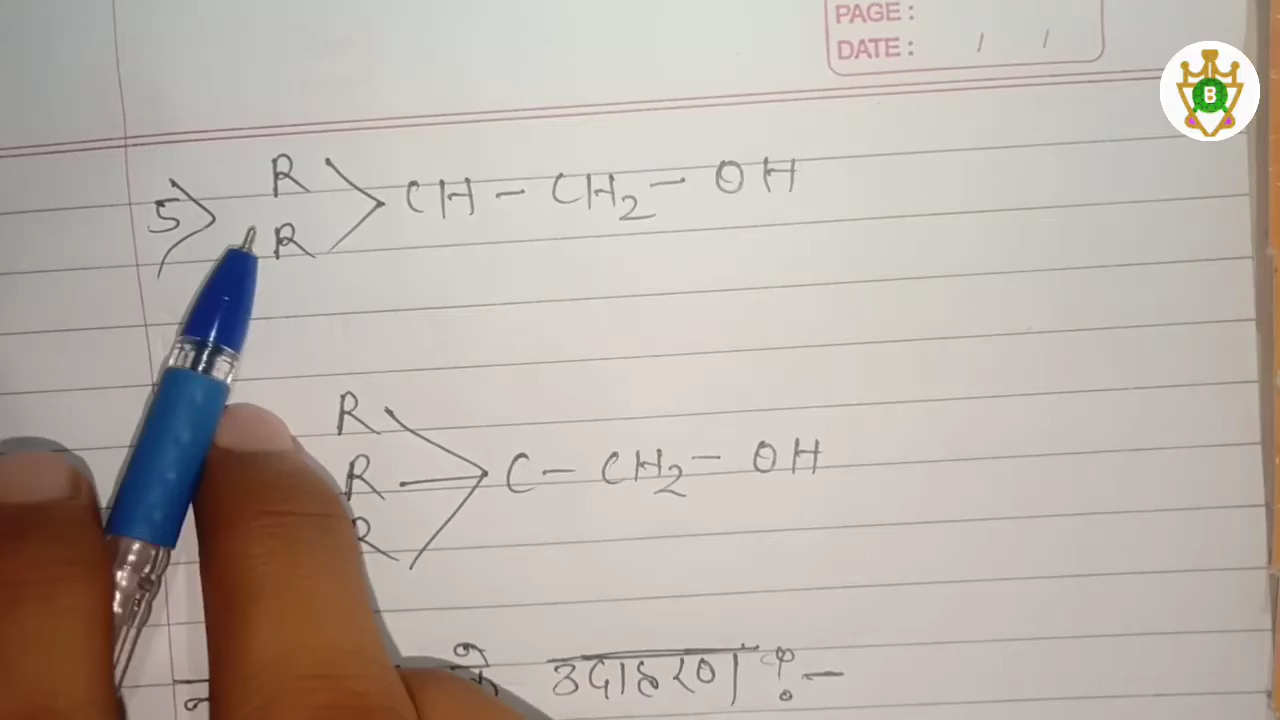 PAGE :
DATE : / /
B
5) R
R > CH - CH₂ - OH
R
R
R > C - CH₂ - OH
के उदाहरण :-